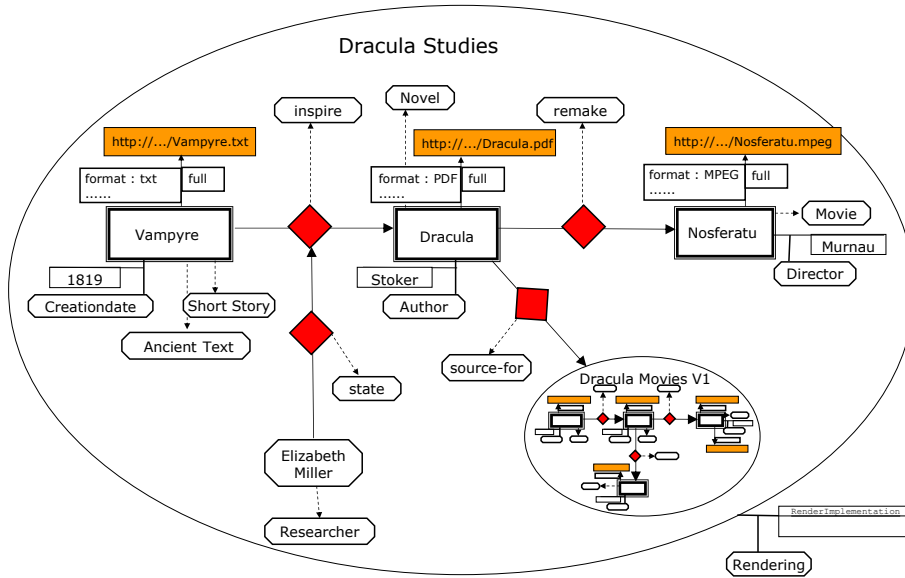 Dracula Studies
inspire
Novel
remake
http://.../Vampyre.txt
http://.../Dracula.pdf
http://.../Nosferatu.mpeg
format : txt
......
full
format : PDF
......
full
format : MPEG
......
full
Vampyre
Dracula
Nosferatu
Movie
Murnau
Director
1819
Creationdate
Short Story
Ancient Text
Stoker
Author
source-for
state
Dracula Movies V1
Elizabeth
Miller
Researcher
RenderImplementation
Rendering